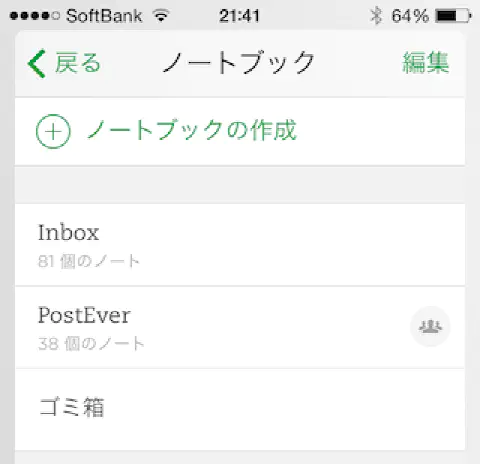 SoftBank 21:41 64%
戻る ノートブック 編集
ノートブックの作成
Inbox
81 個のノート
PostEver
38 個のノート
ゴミ箱